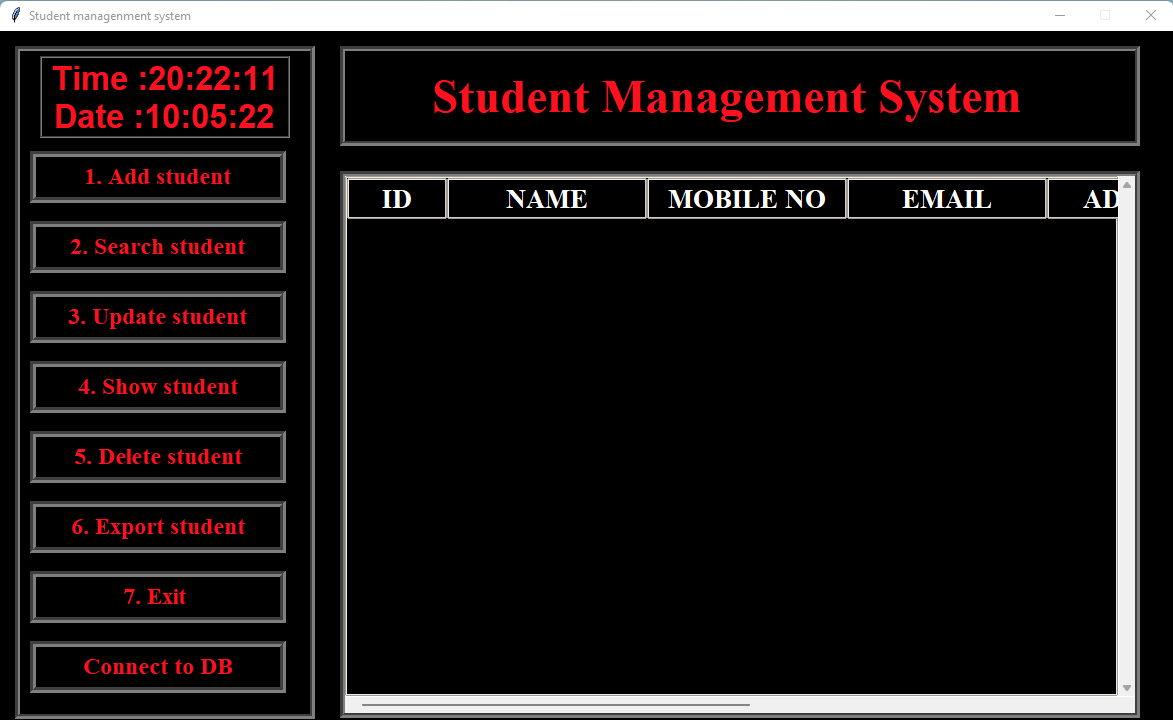 Student managenment system
Time :20:22:11
Date :10:05:22
1. Add student
2. Search student
3. Update student
4. Show student
5. Delete student
6. Export student
7. Exit
Connect to DB
Student Management System
ID NAME MOBILE NO EMAIL AD